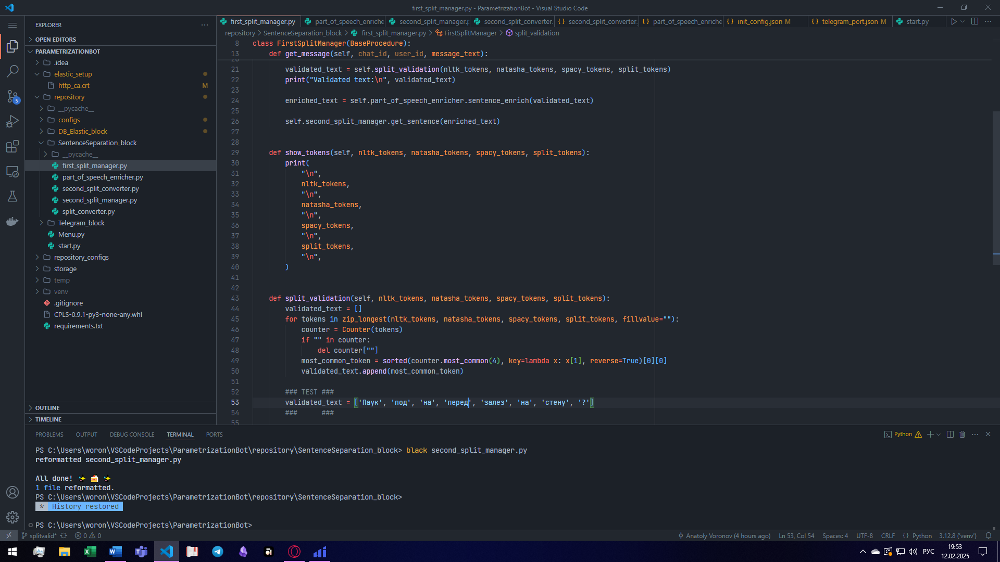 first_split_manager.py - ParametrizationBot - Visual Studio Code
EXPLORER
OPEN EDITORS
PARAMETRIZATIONBOT
.idea
elastic_setup
http_ca.crt M
repository
__pycache__
configs
DB_Elastic_block
SentenceSeparation_block
__pycache__
first_split_manager.py
part_of_speech_enricher.py
second_split_converter.py
second_split_manager.py
split_converter.py
Telegram_block
Menu.py
start.py
repository_configs
storage
temp
venv
.gitignore
CPLS-0.9.1-py3-none-any.whl
requirements.txt
OUTLINE
TIMELINE
5
first_split_manager.py part_of_speech_enriche second_split_manager.p second_split_converter. {} second_split_converter. {} part_of_speech_enriche {} init_config.json M {} telegram_port.json M start.py
repository > SentenceSeparation_block > first_split_manager.py > FirstSplitManager > split_validation
8 class FirstSplitManager(BaseProcedure):
13 def get_message(self, chat_id, user_id, message_text):
20
21 validated_text = self.split_validation(nltk_tokens, natasha_tokens, spacy_tokens, split_tokens)
22 print("Validated text:\n", validated_text)
23
24 enriched_text = self.part_of_speech_enricher.sentence_enrich(validated_text)
25
26 self.second_split_manager.get_sentence(enriched_text)
27
28
29 def show_tokens(self, nltk_tokens, natasha_tokens, spacy_tokens, split_tokens):
30 print(
31 "\n",
32 nltk_tokens,
33 "\n",
34 natasha_tokens,
35 "\n",
36 spacy_tokens,
37 "\n",
38 split_tokens,
39 "\n",
40 )
41
42
43 def split_validation(self, nltk_tokens, natasha_tokens, spacy_tokens, split_tokens):
44 validated_text = []
45 for tokens in zip_longest(nltk_tokens, natasha_tokens, spacy_tokens, split_tokens, fillvalue=""):
46 counter = Counter(tokens)
47 if "" in counter:
48 del counter[""]
49 most_common_token = sorted(counter.most_common(4), key=lambda x: x[1], reverse=True)[0][0]
50 validated_text.append(most_common_token)
51
52 ### TEST ###
53 validated_text = ['Паук', 'под', 'на', 'перед', 'залез', 'на', 'стену', '?']
54 ### ###
55
PROBLEMS OUTPUT DEBUG CONSOLE TERMINAL PORTS Python
PS C:\Users\woron\VSCodeProjects\ParametrizationBot\repository\SentenceSeparation_block> black second_split_manager.py
reformatted second_split_manager.py
All done! ✨ 🍰 ✨
1 file reformatted.
PS C:\Users\woron\VSCodeProjects\ParametrizationBot\repository\SentenceSeparation_block>
* History restored
PS C:\Users\woron\VSCodeProjects\ParametrizationBot>
splitvalid* 0 0 Anatoly Voronov (4 hours ago) Ln 53, Col 54 Spaces: 4 UTF-8 CRLF {} Python 3.12.8 ('venv')
РУС 19:53
12.02.2025